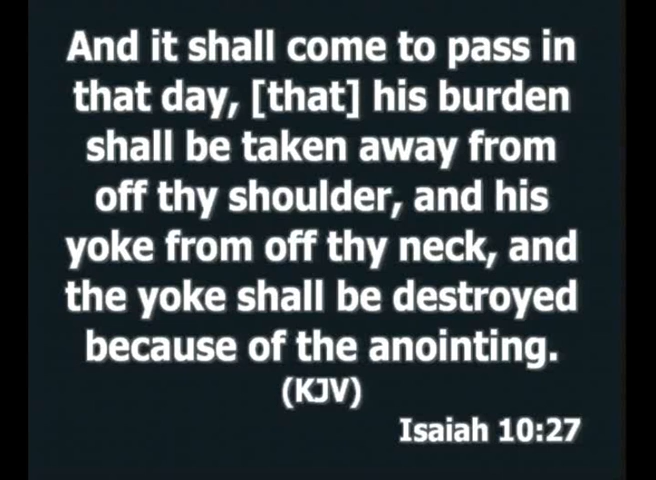 And it shall come to pass in
that day, [that] his burden
shall be taken away from
off thy shoulder, and his
yoke from off thy neck, and
the yoke shall be destroyed
because of the anointing.
(KJV)
Isaiah 10:27